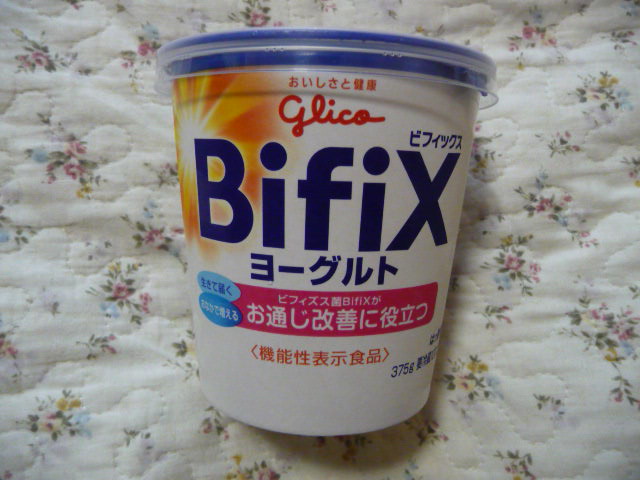 おいしさと健康
glico
ビフィックス
BifiX
ヨーグルト
生きて届く
おなかで増える
ビフィズス菌BifiXが
お通じ改善に役立つ
〈機能性表示食品〉
375g 要冷蔵